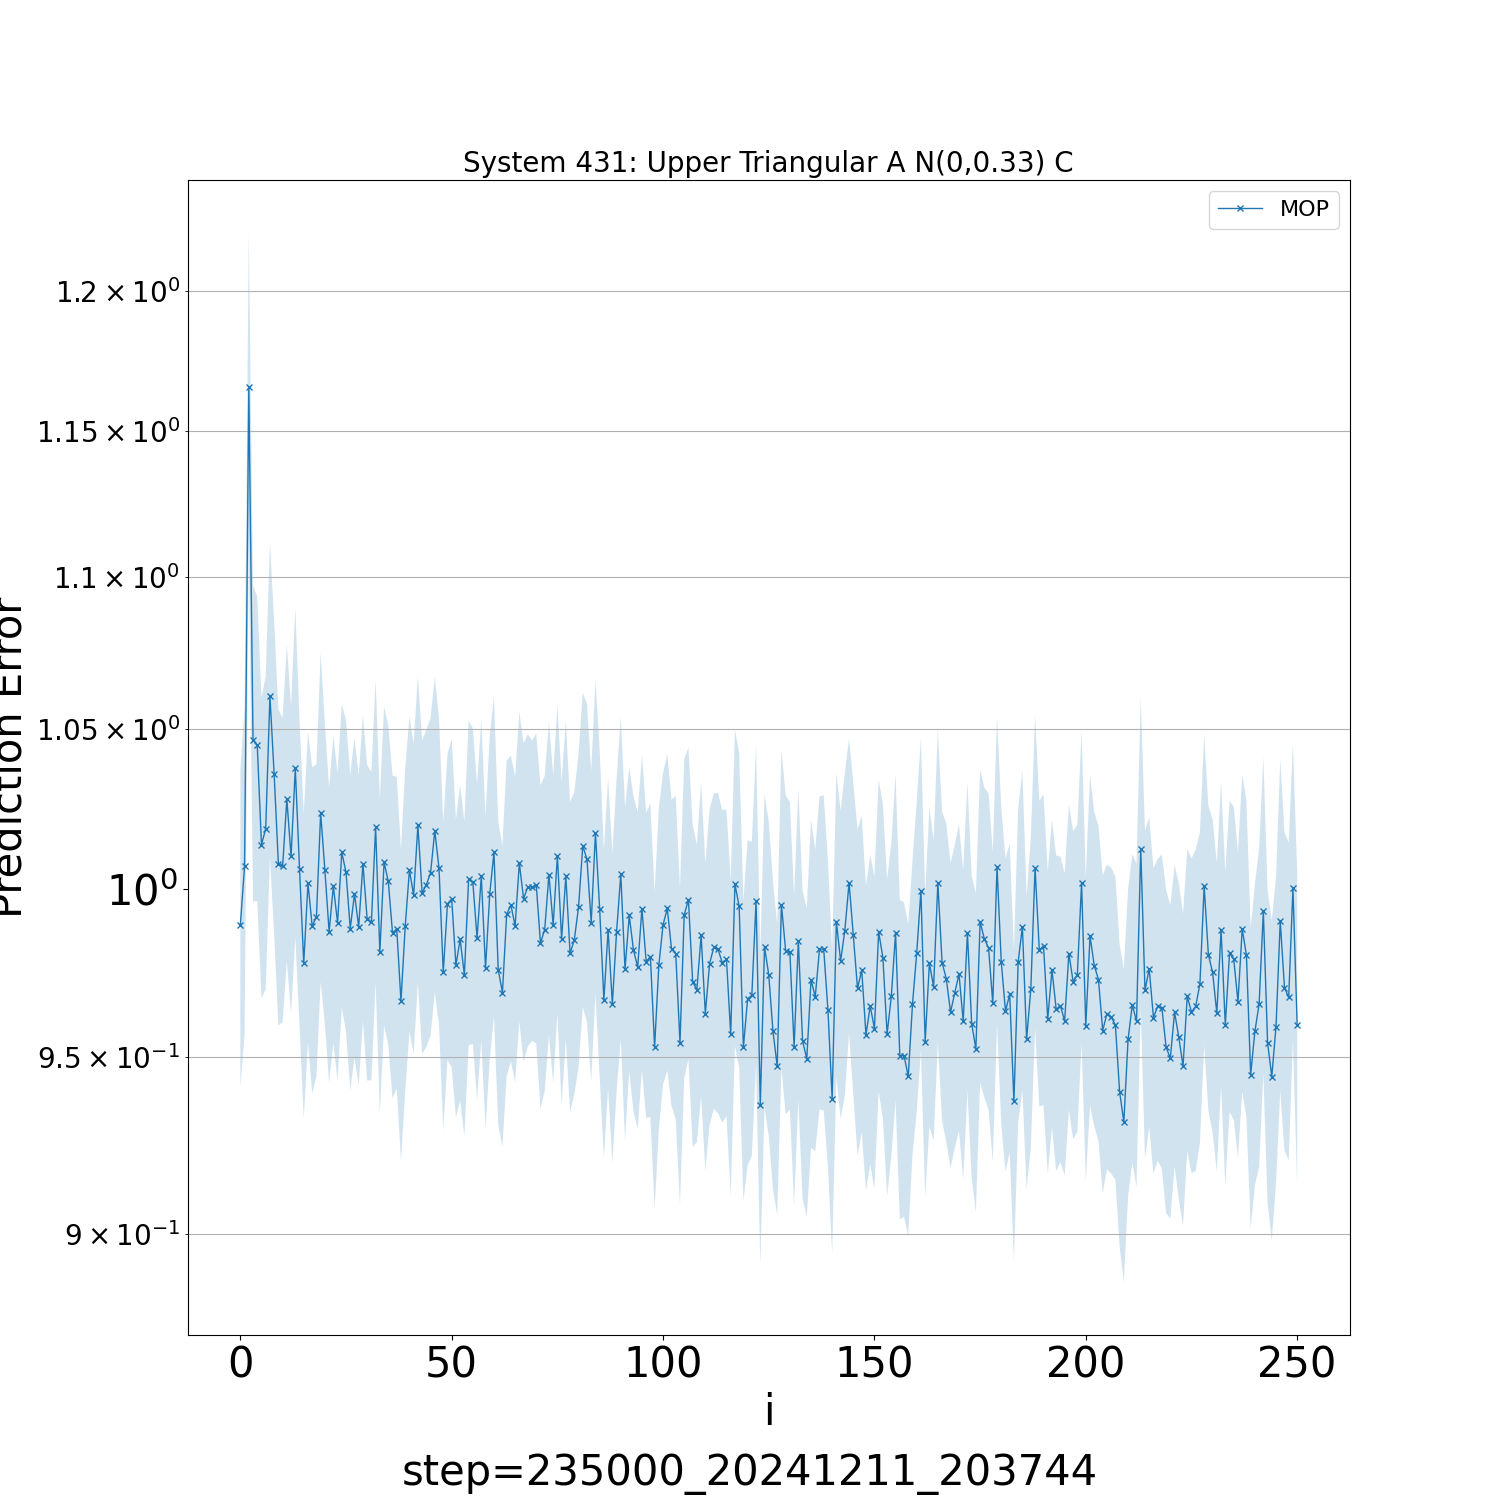 System 431: Upper Triangular A N(0,0.33) C
MOP
1.2 × 10⁰
1.15 × 10⁰
1.1 × 10⁰
1.05 × 10⁰
10⁰
9.5 × 10⁻¹
9 × 10⁻¹
Prediction Error
0 50 100 150 200 250
i
step=235000_20241211_203744